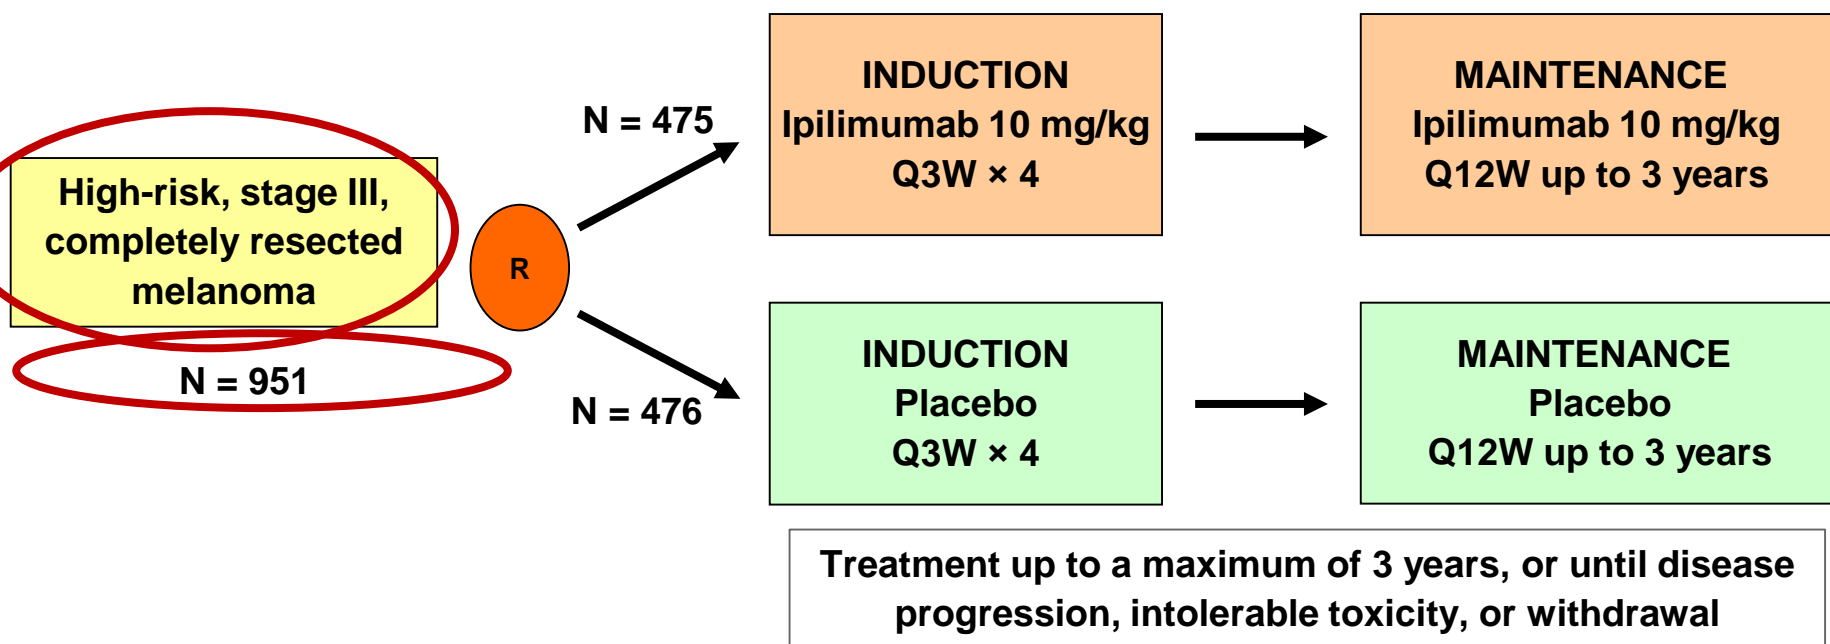 High-risk, stage III,
completely resected
melanoma
N = 951
R
N = 475
INDUCTION
Ipilimumab 10 mg/kg
Q3W × 4
MAINTENANCE
Ipilimumab 10 mg/kg
Q12W up to 3 years
N = 476
INDUCTION
Placebo
Q3W × 4
MAINTENANCE
Placebo
Q12W up to 3 years
Treatment up to a maximum of 3 years, or until disease
progression, intolerable toxicity, or withdrawal